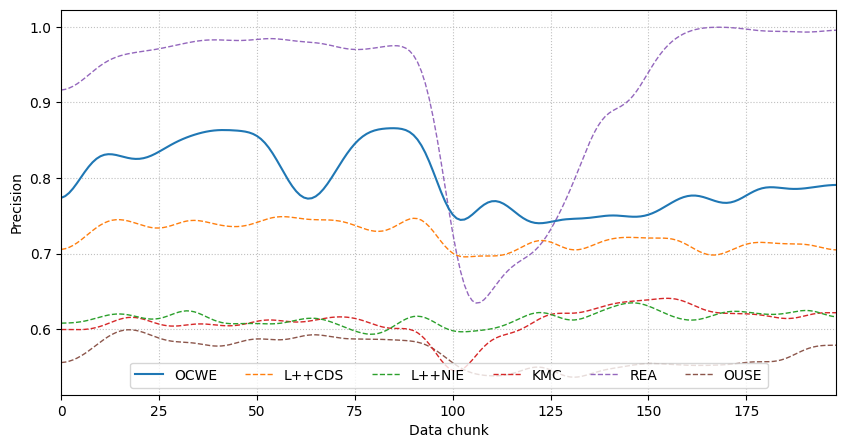 1.0
0.9
0.8
0.7
0.6
Precision
OCWE L++CDS L++NIE KMC REA OUSE
0 25 50 75 100 125 150 175
Data chunk